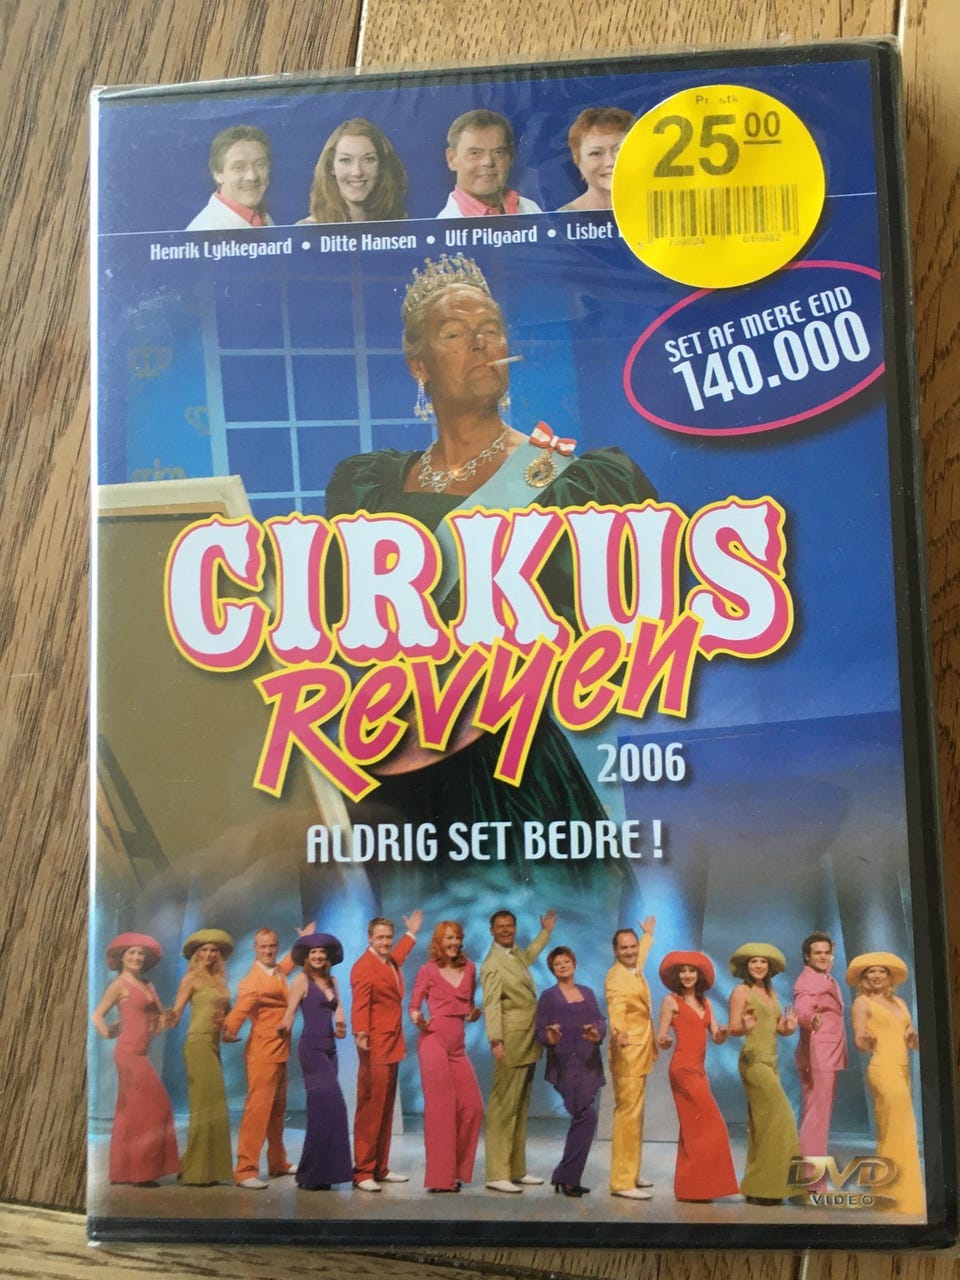 Pr. stk
25 00
Henrik Lykkegaard • Ditte Hansen • Ulf Pilgaard • Lisbet
SET AF MERE END
140.000
CIRKUS
Revyen
2006
ALDRIG SET BEDRE !
DVD
VIDEO